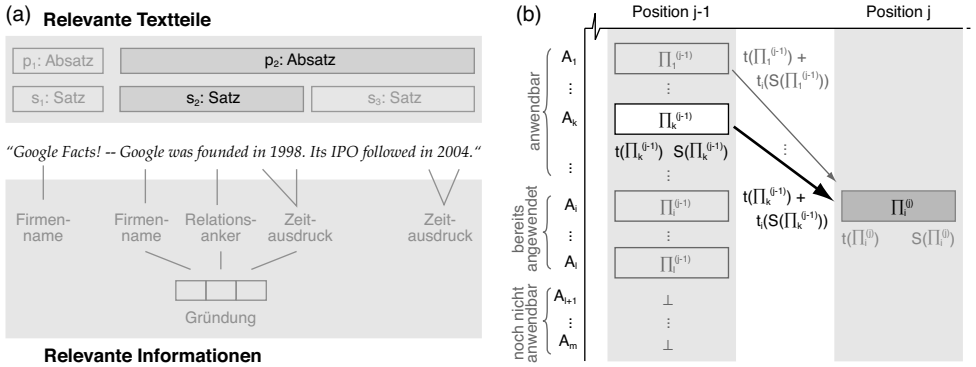 (a)
Relevante Textteile
p₁: Absatz
p₂: Absatz
s₁: Satz
s₂: Satz
s₃: Satz
“Google Facts! -- Google was founded in 1998. Its IPO followed in 2004.“
Firmen-
name
Firmen-
name
Relations-
anker
Zeit-
ausdruck
Zeit-
ausdruck
Gründung
Relevante Informationen
(b)
Position j-1
Position j
anwendbar
A₁
∏₁⁽ʲ⁻¹⁾
t(∏₁⁽ʲ⁻¹⁾) +
tᵢ(S(∏₁⁽ʲ⁻¹⁾))
⋮
⋮
Aₖ
∏ₖ⁽ʲ⁻¹⁾
t(∏ₖ⁽ʲ⁻¹⁾) S(∏ₖ⁽ʲ⁻¹⁾)
⋮
⋮
⋮
bereits
angewendet
Aᵢ
∏ᵢ⁽ʲ⁻¹⁾
t(∏ₖ⁽ʲ⁻¹⁾) +
tᵢ(S(∏ₖ⁽ʲ⁻¹⁾))
∏ᵢ⁽ʲ⁾
t(∏ᵢ⁽ʲ⁾) S(∏ᵢ⁽ʲ⁾)
⋮
⋮
Aₗ
∏ₗ⁽ʲ⁻¹⁾
noch nicht
anwendbar
Aₗ₊₁
⊥
⋮
⋮
Aₘ
⊥